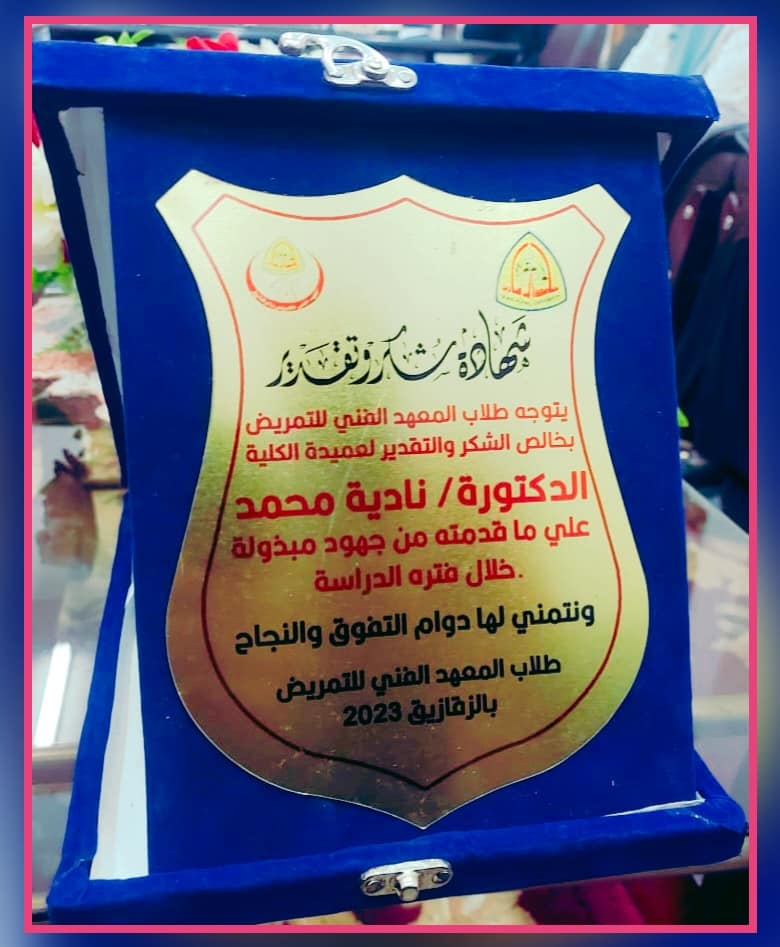 شهادة شكر وتقدير
يتوجه طلاب المعهد الفني للتمريض
بخالص الشكر والتقدير لعميدة الكلية
الدكتورة/ نادية محمد
علي ما قدمته من جهود مبذولة
خلال فتره الدراسة.
ونتمني لها دوام التفوق والنجاح
طلاب المعهد الفني للتمريض
بالزقازيق 2023